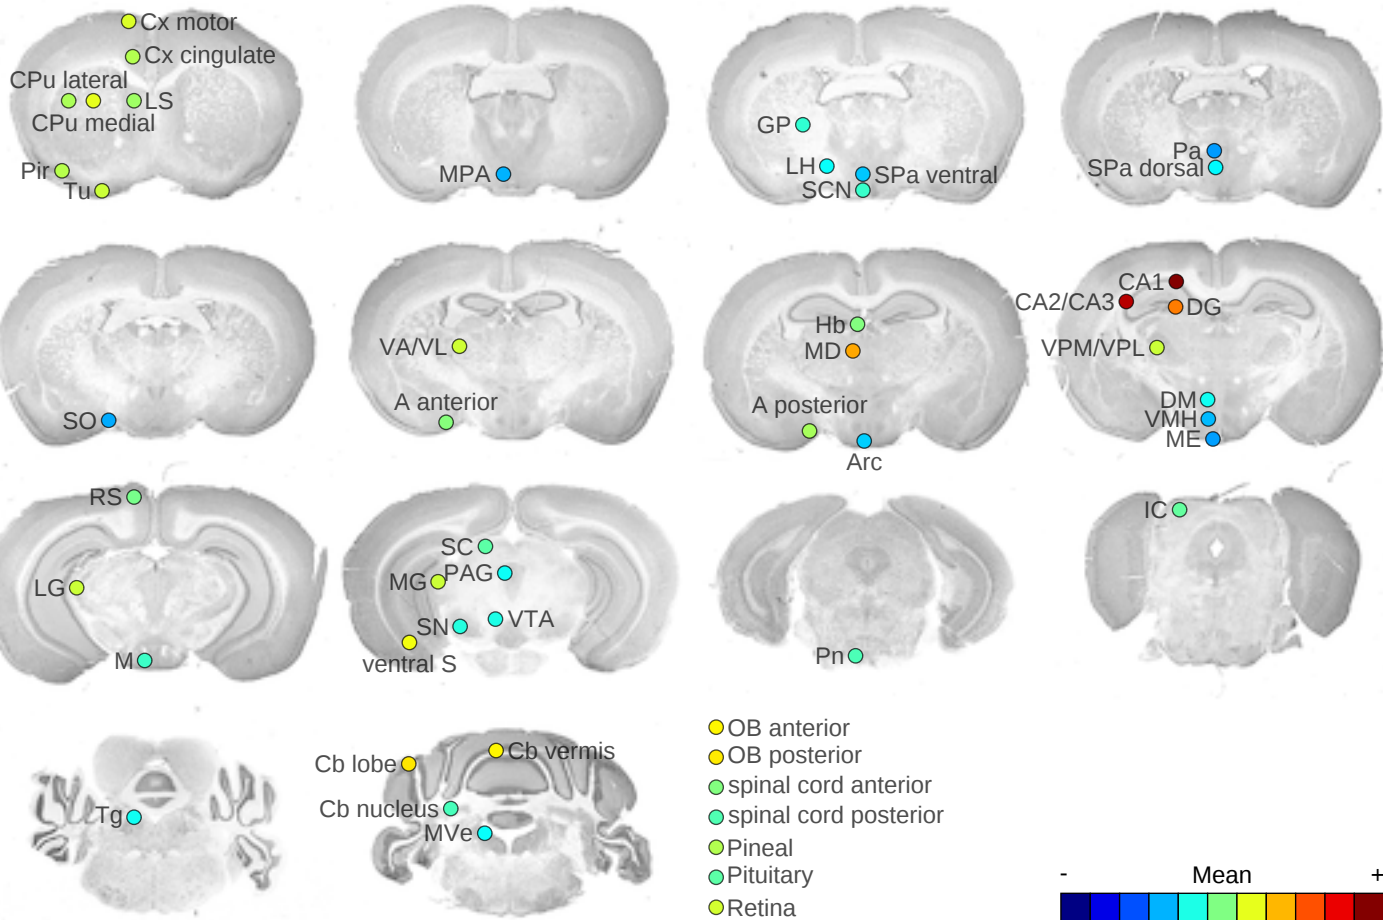 Cx motor
Cx cingulate
CPu lateral
LS
CPu medial
Pir
Tu
MPA
GP
LH
SPa ventral
SCN
Pa
SPa dorsal
SO
VA/VL
A anterior
Hb
MD
A posterior
Arc
CA1
CA2/CA3
DG
VPM/VPL
DM
VMH
ME
RS
LG
M
SC
PAG
MG
VTA
SN
ventral S
Pn
IC
Tg
Cb lobe
Cb vermis
Cb nucleus
MVe
OB anterior
OB posterior
spinal cord anterior
spinal cord posterior
Pineal
Pituitary
Retina
- Mean +